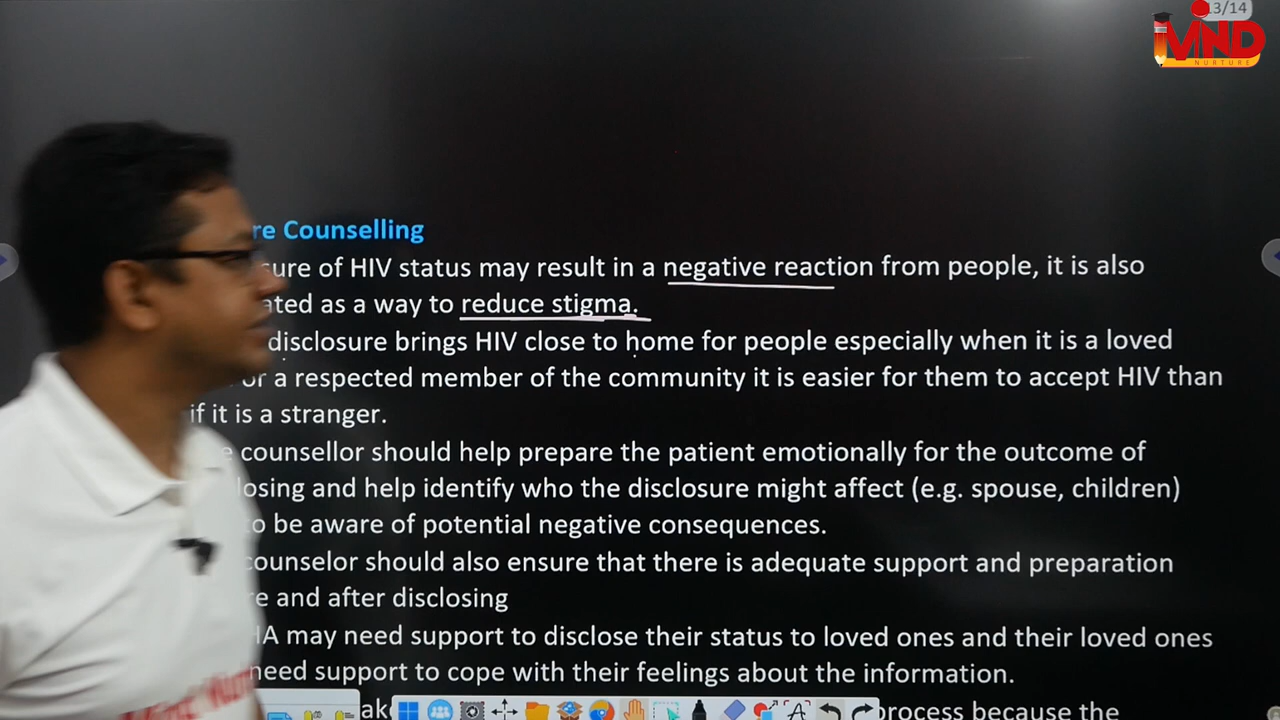 13/14
MIND
NURTURE
re Counselling
sure of HIV status may result in a negative reaction from people, it is also
ated as a way to reduce stigma.
disclosure brings HIV close to home for people especially when it is a loved
or a respected member of the community it is easier for them to accept HIV than
if it is a stranger.
e counsellor should help prepare the patient emotionally for the outcome of
losing and help identify who the disclosure might affect (e.g. spouse, children)
to be aware of potential negative consequences.
counselor should also ensure that there is adequate support and preparation
re and after disclosing
HA may need support to disclose their status to loved ones and their loved ones
need support to cope with their feelings about the information.
process because the